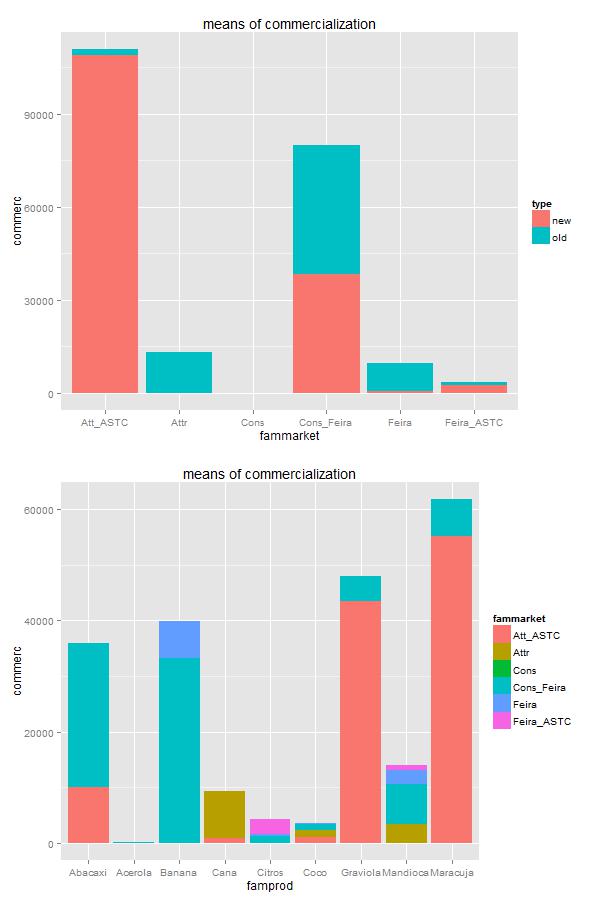 means of commercialization
commerc
90000
60000
30000
0
Att_ASTC Attr Cons Cons_Feira Feira Feira_ASTC
fammarket
type
new
old
means of commercialization
commerc
60000
40000
20000
0
Abacaxi Acerola Banana Cana Citros Coco Graviola Mandioca Maracuja
famprod
fammarket
Att_ASTC
Attr
Cons
Cons_Feira
Feira
Feira_ASTC